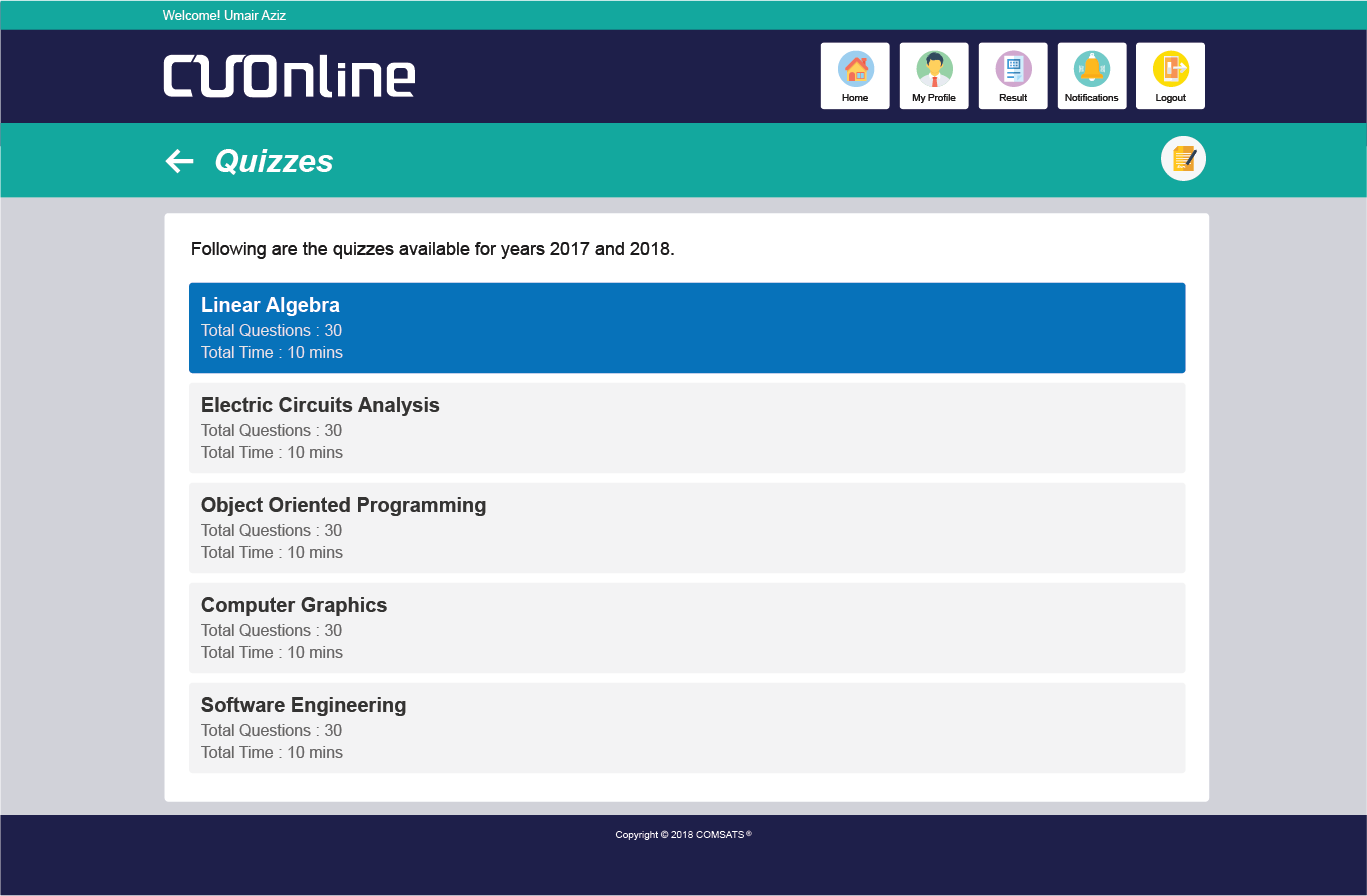 Welcome! Umair Aziz
CUOnline
Home
My Profile
Result
Notifications
Logout
Quizzes
Following are the quizzes available for years 2017 and 2018.
Linear Algebra
Total Questions : 30
Total Time : 10 mins
Electric Circuits Analysis
Total Questions : 30
Total Time : 10 mins
Object Oriented Programming
Total Questions : 30
Total Time : 10 mins
Computer Graphics
Total Questions : 30
Total Time : 10 mins
Software Engineering
Total Questions : 30
Total Time : 10 mins
Copyright © 2018 COMSATS ®